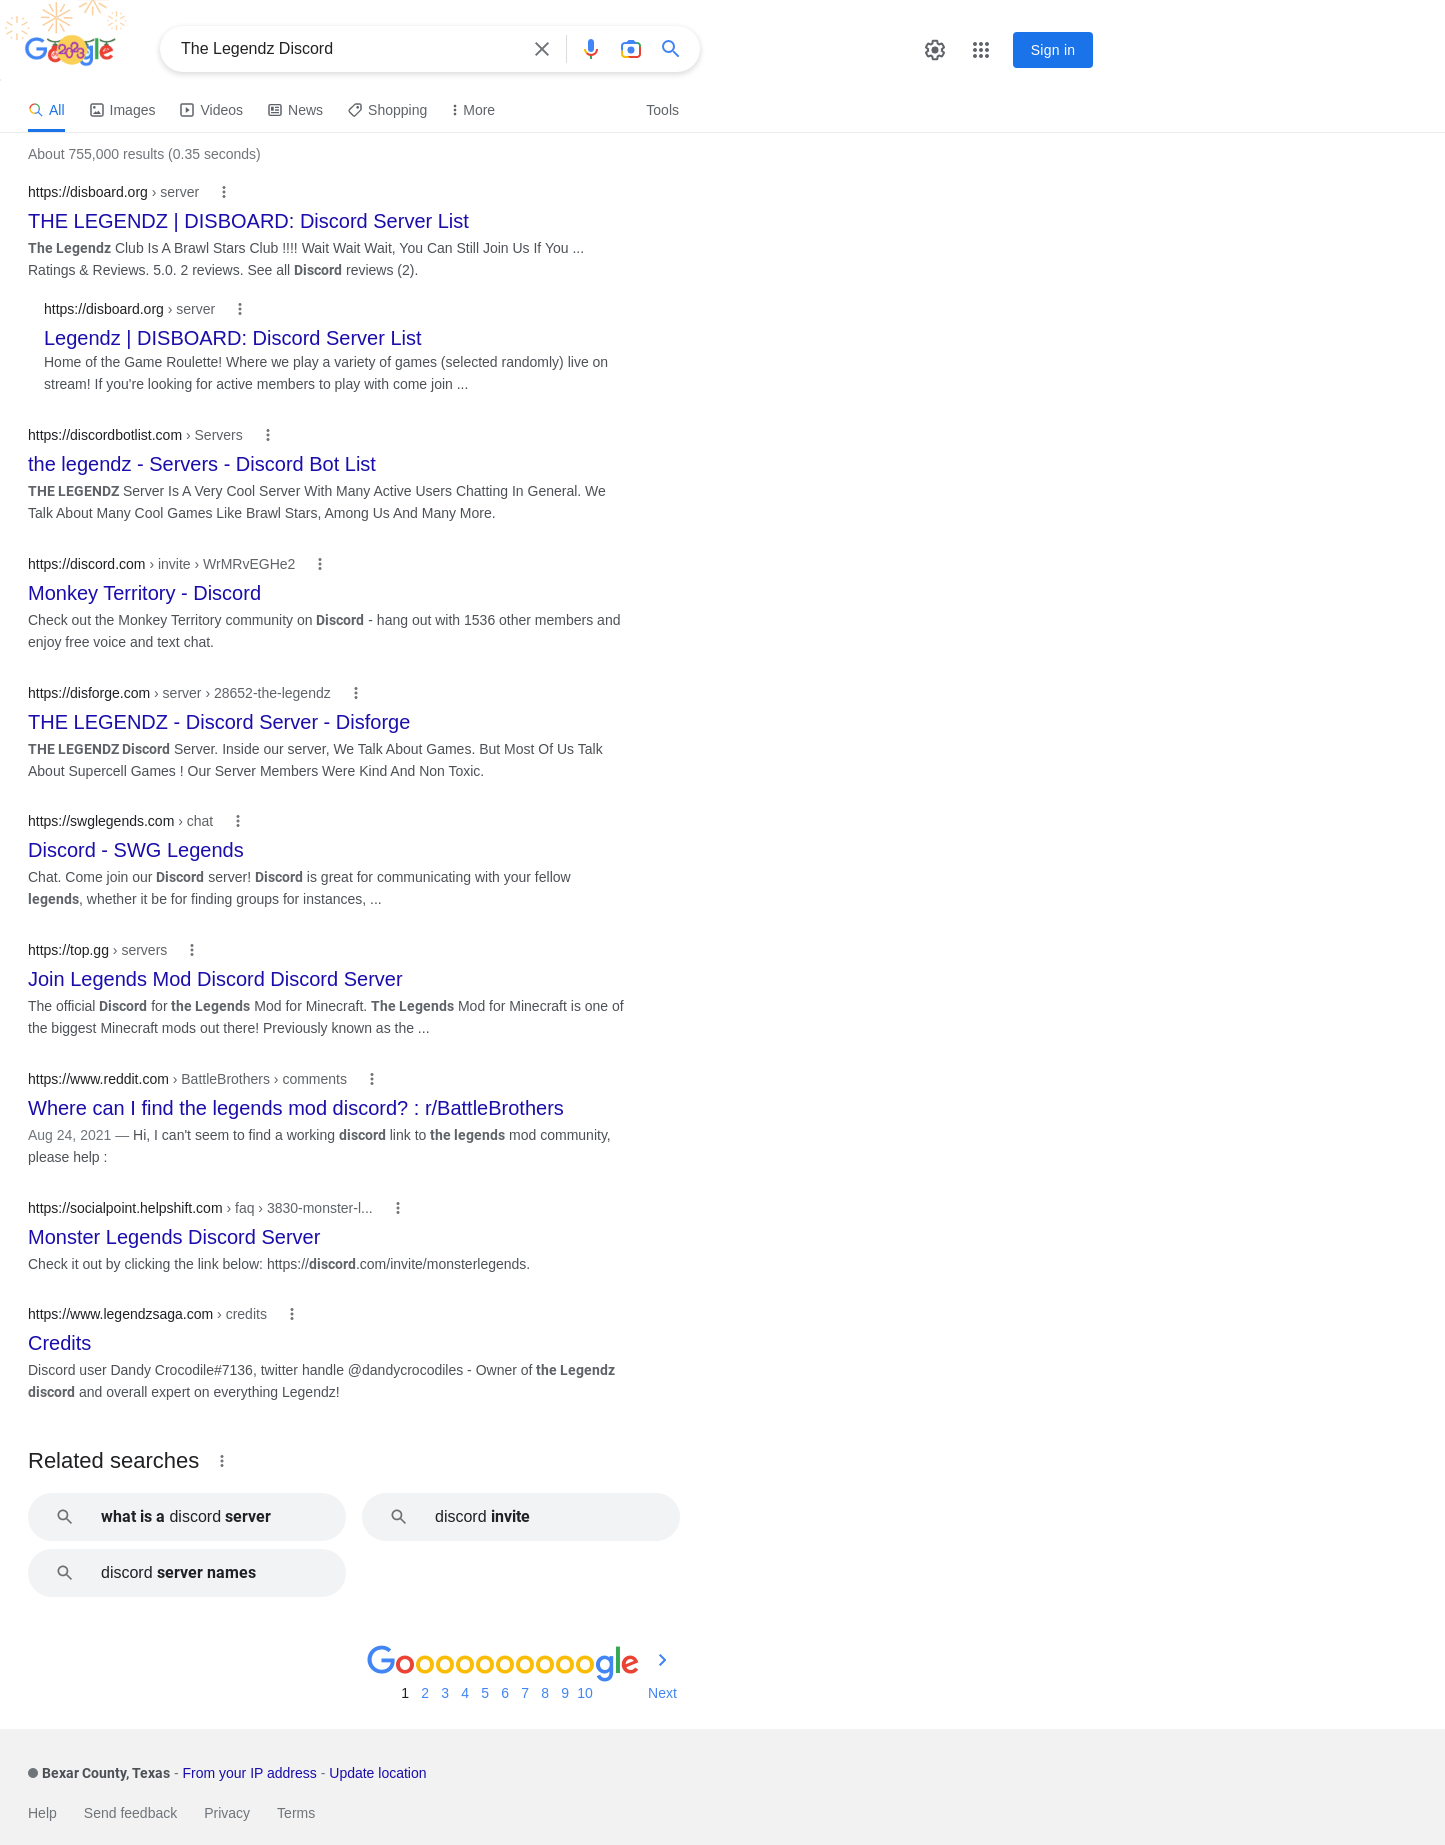 Google
The Legendz Discord
Sign in
All Images Videos News Shopping More Tools
About 755,000 results (0.35 seconds)
https://disboard.org › server
THE LEGENDZ | DISBOARD: Discord Server List
The Legendz Club Is A Brawl Stars Club !!!! Wait Wait Wait, You Can Still Join Us If You ...
Ratings & Reviews. 5.0. 2 reviews. See all Discord reviews (2).
https://disboard.org › server
Legendz | DISBOARD: Discord Server List
Home of the Game Roulette! Where we play a variety of games (selected randomly) live on
stream! If you're looking for active members to play with come join ...
https://discordbotlist.com › Servers
the legendz - Servers - Discord Bot List
THE LEGENDZ Server Is A Very Cool Server With Many Active Users Chatting In General. We
Talk About Many Cool Games Like Brawl Stars, Among Us And Many More.
https://discord.com › invite › WrMRvEGHe2
Monkey Territory - Discord
Check out the Monkey Territory community on Discord - hang out with 1536 other members and
enjoy free voice and text chat.
https://disforge.com › server › 28652-the-legendz
THE LEGENDZ - Discord Server - Disforge
THE LEGENDZ Discord Server. Inside our server, We Talk About Games. But Most Of Us Talk
About Supercell Games ! Our Server Members Were Kind And Non Toxic.
https://swglegends.com › chat
Discord - SWG Legends
Chat. Come join our Discord server! Discord is great for communicating with your fellow
legends, whether it be for finding groups for instances, ...
https://top.gg › servers
Join Legends Mod Discord Discord Server
The official Discord for the Legends Mod for Minecraft. The Legends Mod for Minecraft is one of
the biggest Minecraft mods out there! Previously known as the ...
https://www.reddit.com › BattleBrothers › comments
Where can I find the legends mod discord? : r/BattleBrothers
Aug 24, 2021 — Hi, I can't seem to find a working discord link to the legends mod community,
please help :
https://socialpoint.helpshift.com › faq › 3830-monster-l...
Monster Legends Discord Server
Check it out by clicking the link below: https://discord.com/invite/monsterlegends.
https://www.legendzsaga.com › credits
Credits
Discord user Dandy Crocodile#7136, twitter handle @dandycrocodiles - Owner of the Legendz
discord and overall expert on everything Legendz!
Related searches
what is a discord server
discord invite
discord server names
Goooooooooogle
1 2 3 4 5 6 7 8 9 10 Next
Bexar County, Texas - From your IP address - Update location
Help Send feedback Privacy Terms